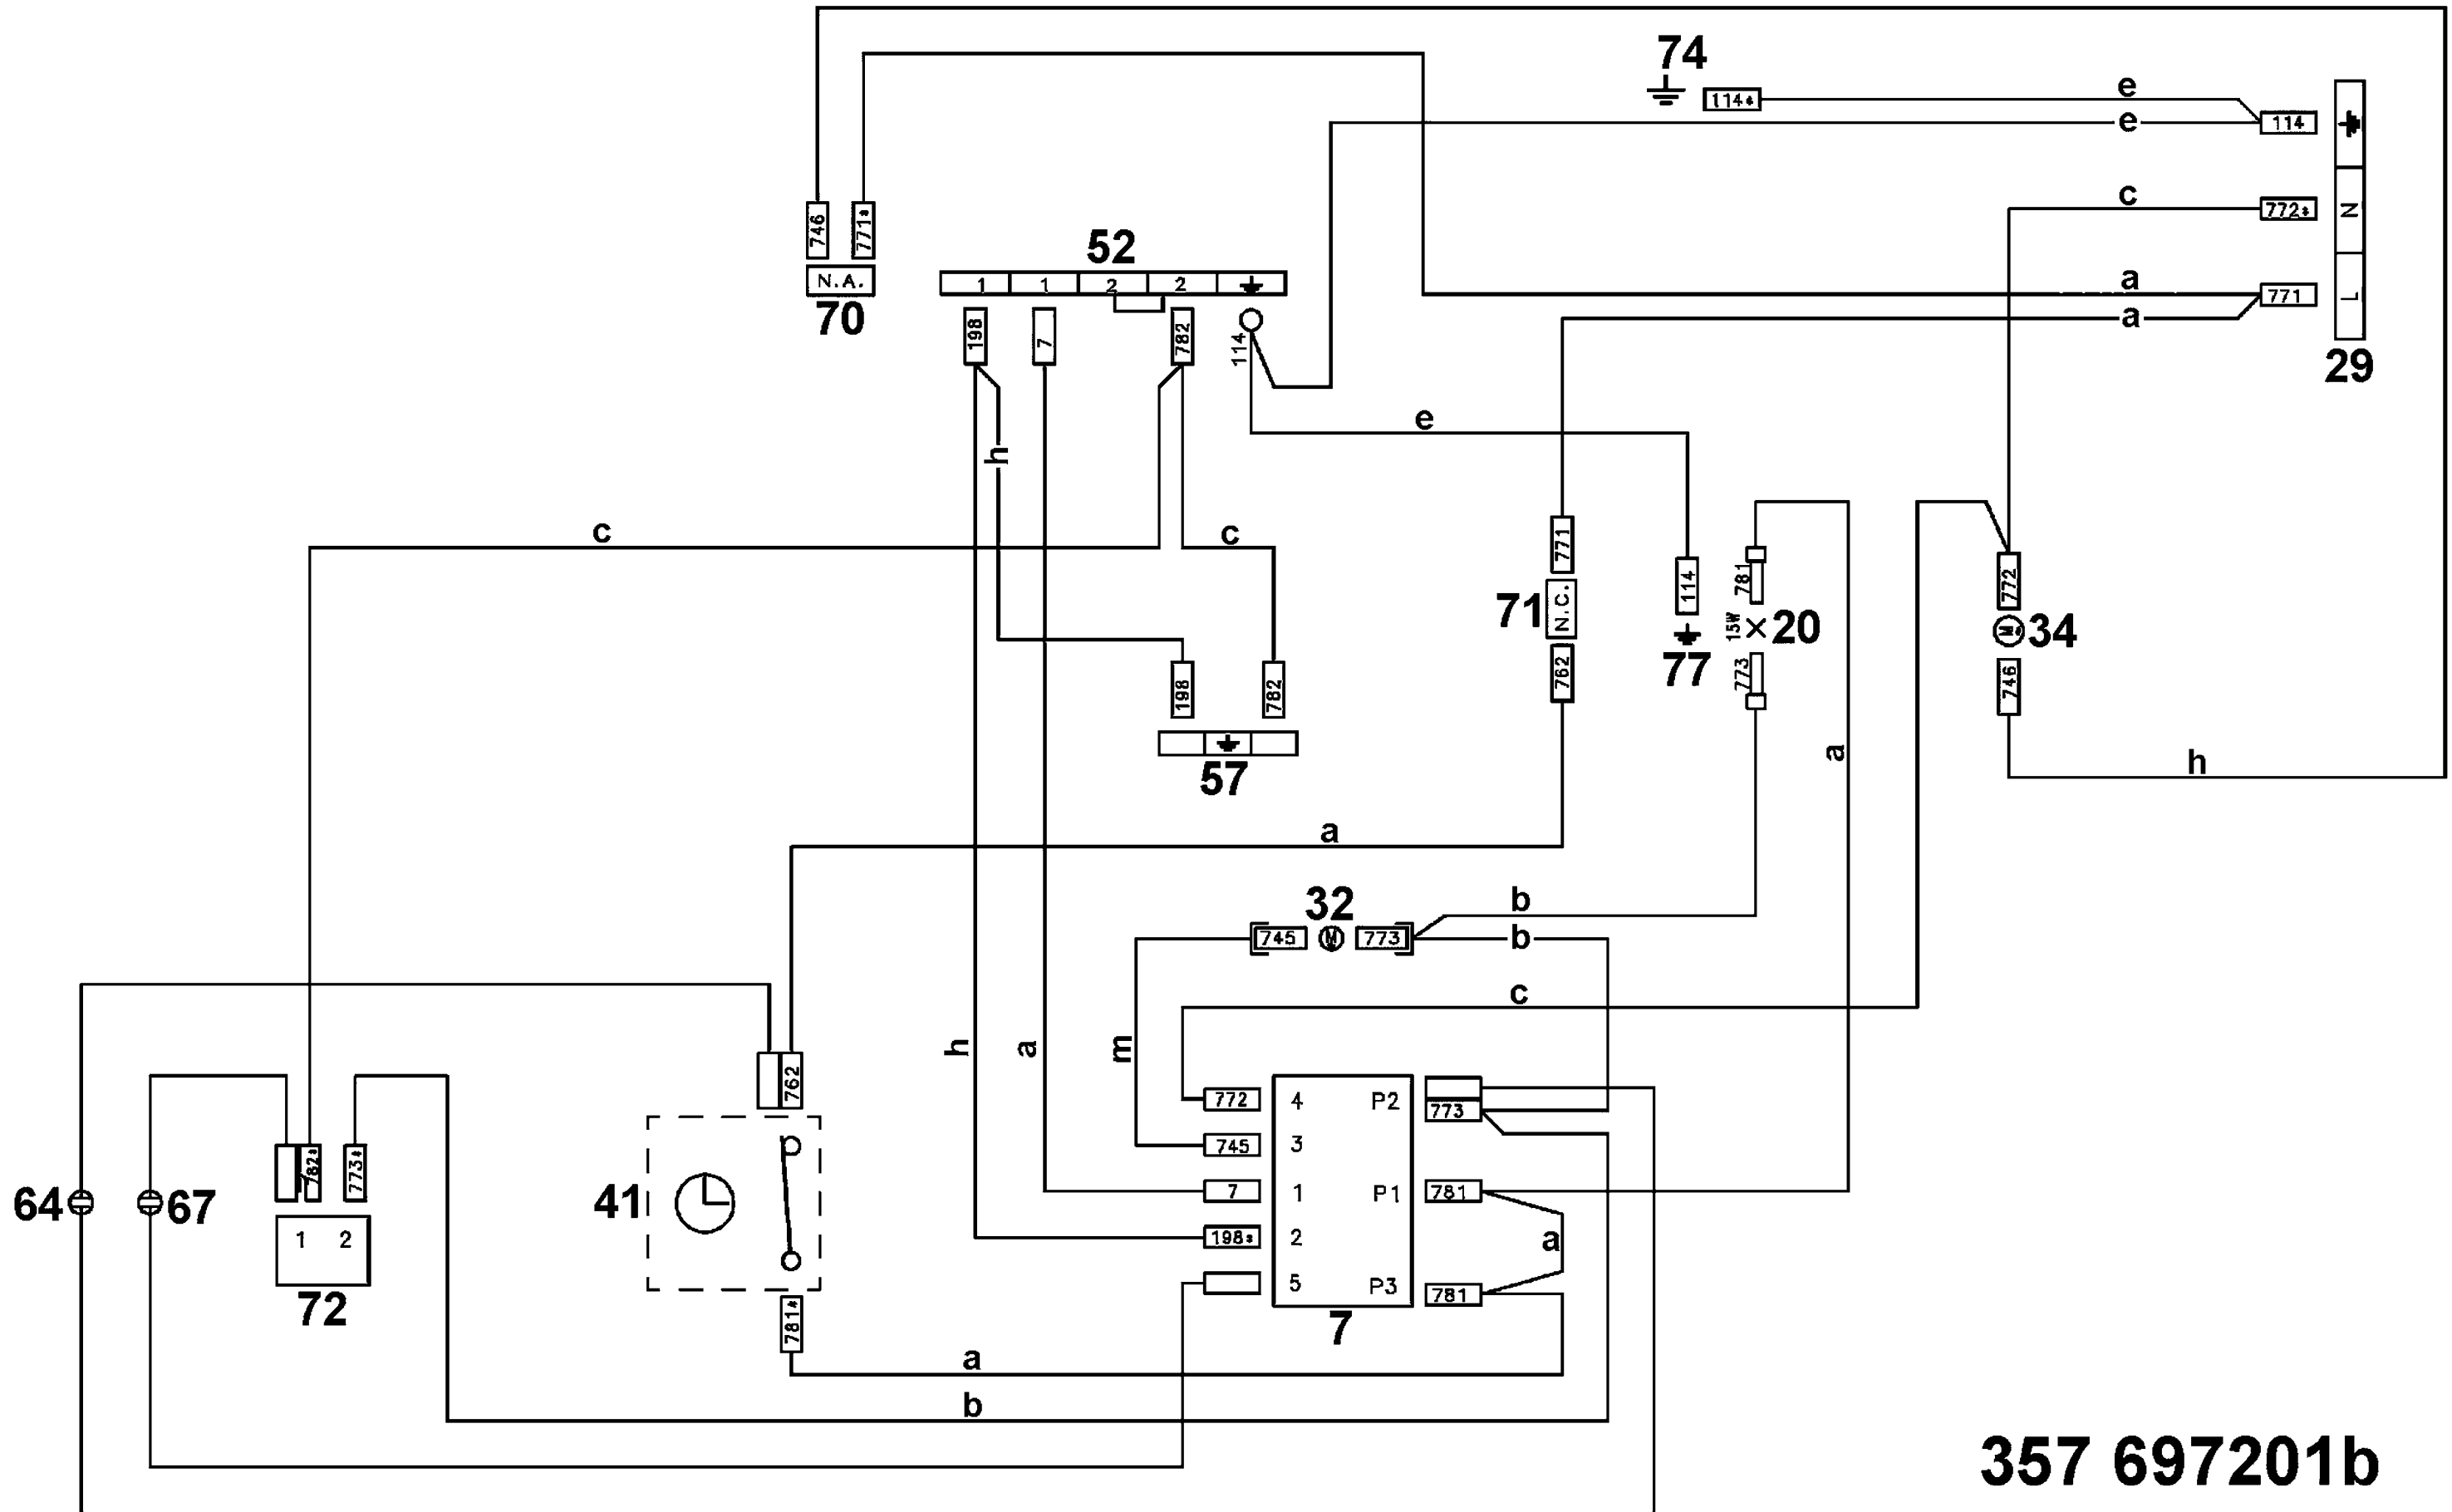 74
e
114*
e
114
c
746
771*
772*
N
52
N.A.
1
1
2
2
a
771
L
70
198
7
782
114
a
29
e
h
c
c
771
781
772
71
N.C.
114
15W
20
34
77
762
773
746
198
782
57
a
h
a
b
32
745
M
773
b
c
h
a
m
762
772
4
P2
773
745
3
782*
773*
64
67
41
7
1
P1
781
1
2
198*
2
a
5
P3
781
72
781*
7
a
b
357 697201b